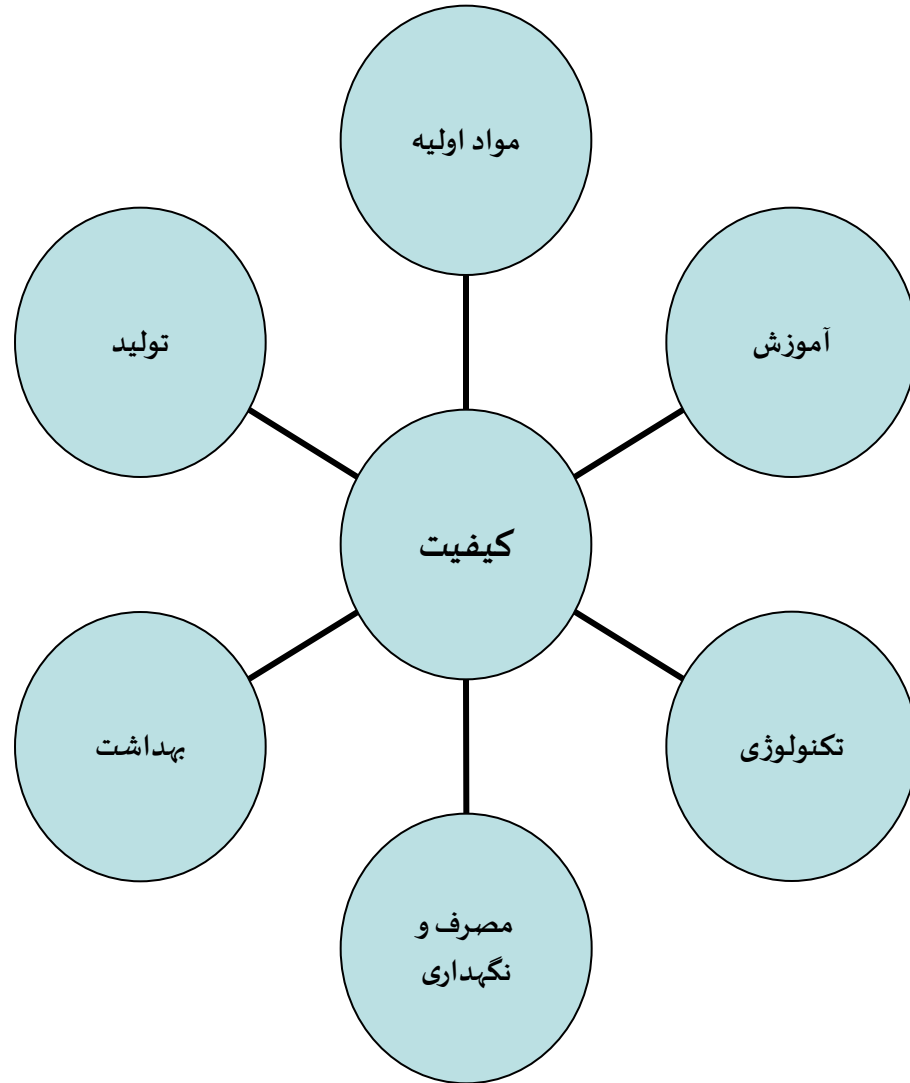 مواد اولیه
آموزش
تولید
کیفیت
تکنولوژی
بهداشت
مصرف و
نگهداری